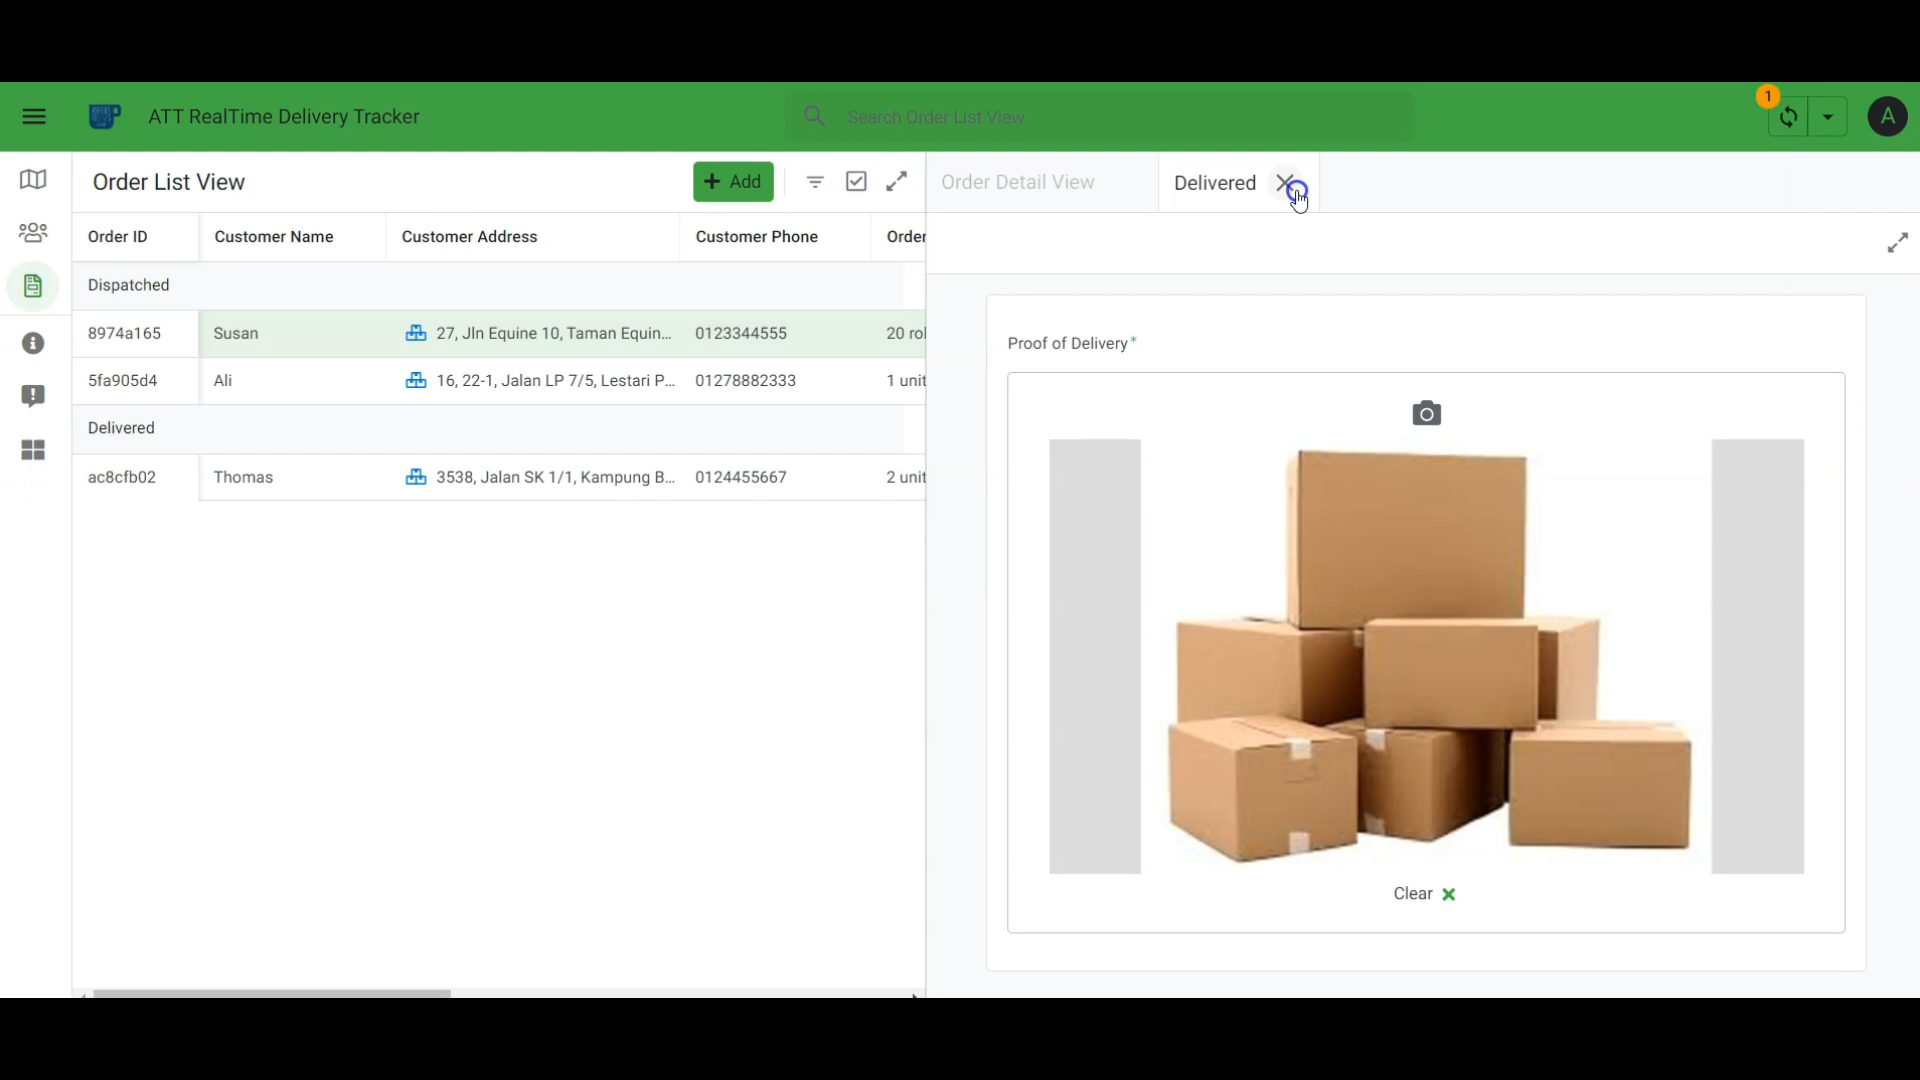 1
ATT RealTime Delivery Tracker
Search Order List View
A
Order List View
Add
Order Detail View
Delivered
Order ID
Customer Name
Customer Address
Customer Phone
Order
Dispatched
8974a165
Susan
27, Jln Equine 10, Taman Equin...
0123344555
20 rol
5fa905d4
Ali
16, 22-1, Jalan LP 7/5, Lestari P...
01278882333
1 unit
Delivered
ac8cfb02
Thomas
3538, Jalan SK 1/1, Kampung B...
0124455667
2 unit
Proof of Delivery*
Clear